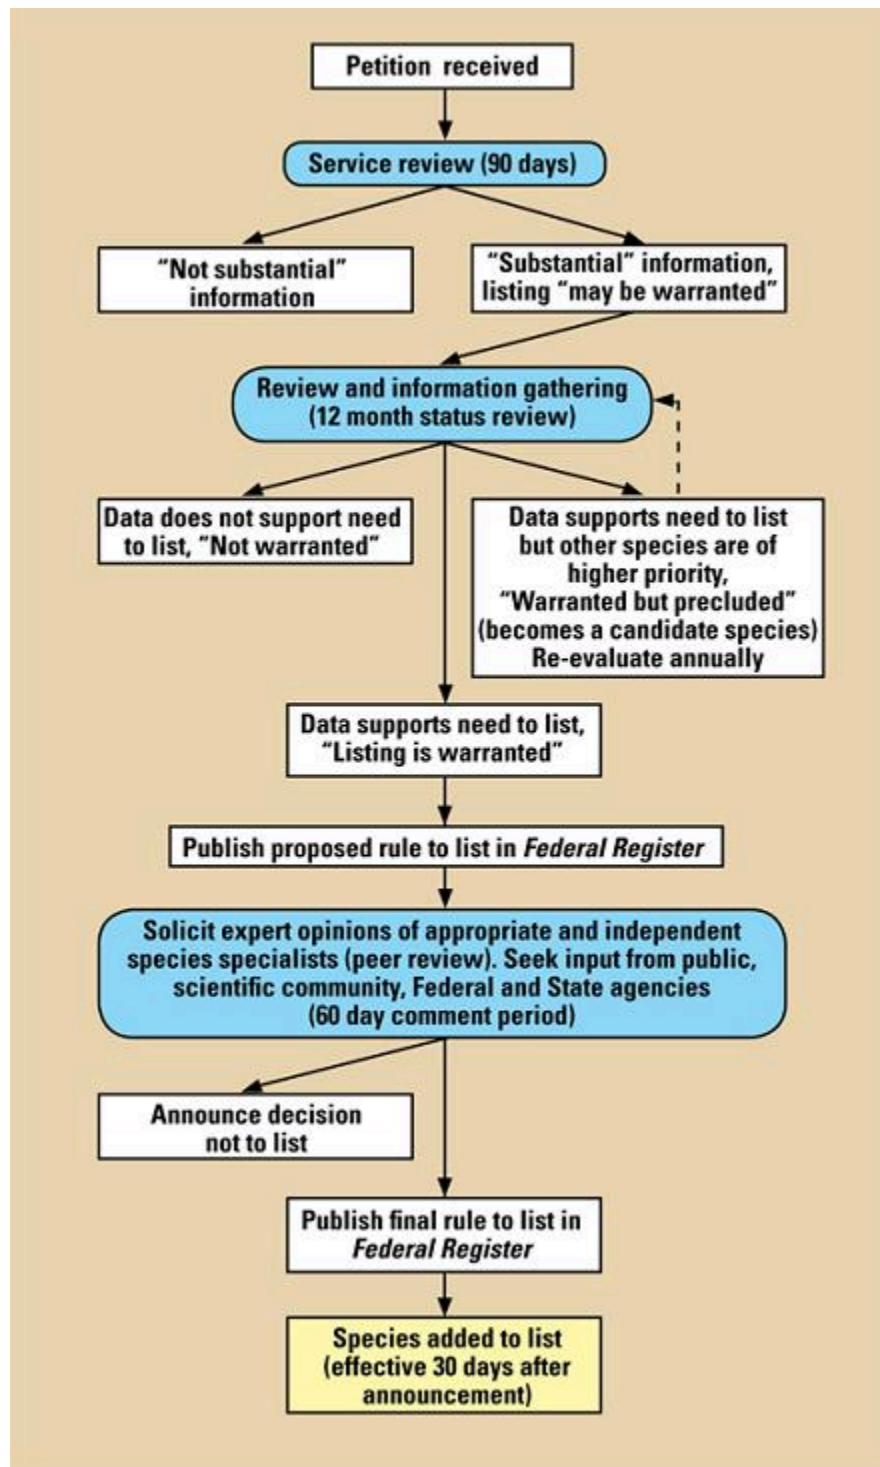 Petition received
Service review (90 days)
“Not substantial”
information
“Substantial” information,
listing “may be warranted”
Review and information gathering
(12 month status review)
Data does not support need
to list, “Not warranted”
Data supports need to list
but other species are of
higher priority,
“Warranted but precluded”
(becomes a candidate species)
Re-evaluate annually
Data supports need to list,
“Listing is warranted”
Publish proposed rule to list in Federal Register
Solicit expert opinions of appropriate and independent
species specialists (peer review). Seek input from public,
scientific community, Federal and State agencies
(60 day comment period)
Announce decision
not to list
Publish final rule to list in
Federal Register
Species added to list
(effective 30 days after
announcement)